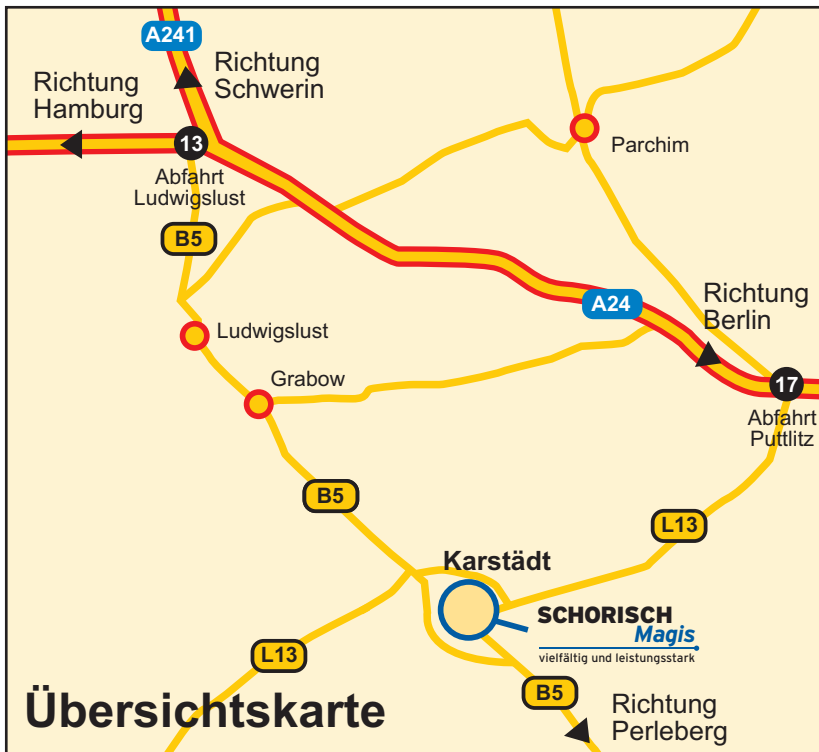 A241
Richtung
Schwerin
Richtung
Hamburg
13
Abfahrt
Ludwigslust
B5
Parchim
A24
Richtung
Berlin
Ludwigslust
Grabow
17
Abfahrt
Puttlitz
B5
L13
Karstädt
SCHORISCH
Magis
vielfältig und leistungsstark
L13
B5
Richtung
Perleberg
Übersichtskarte